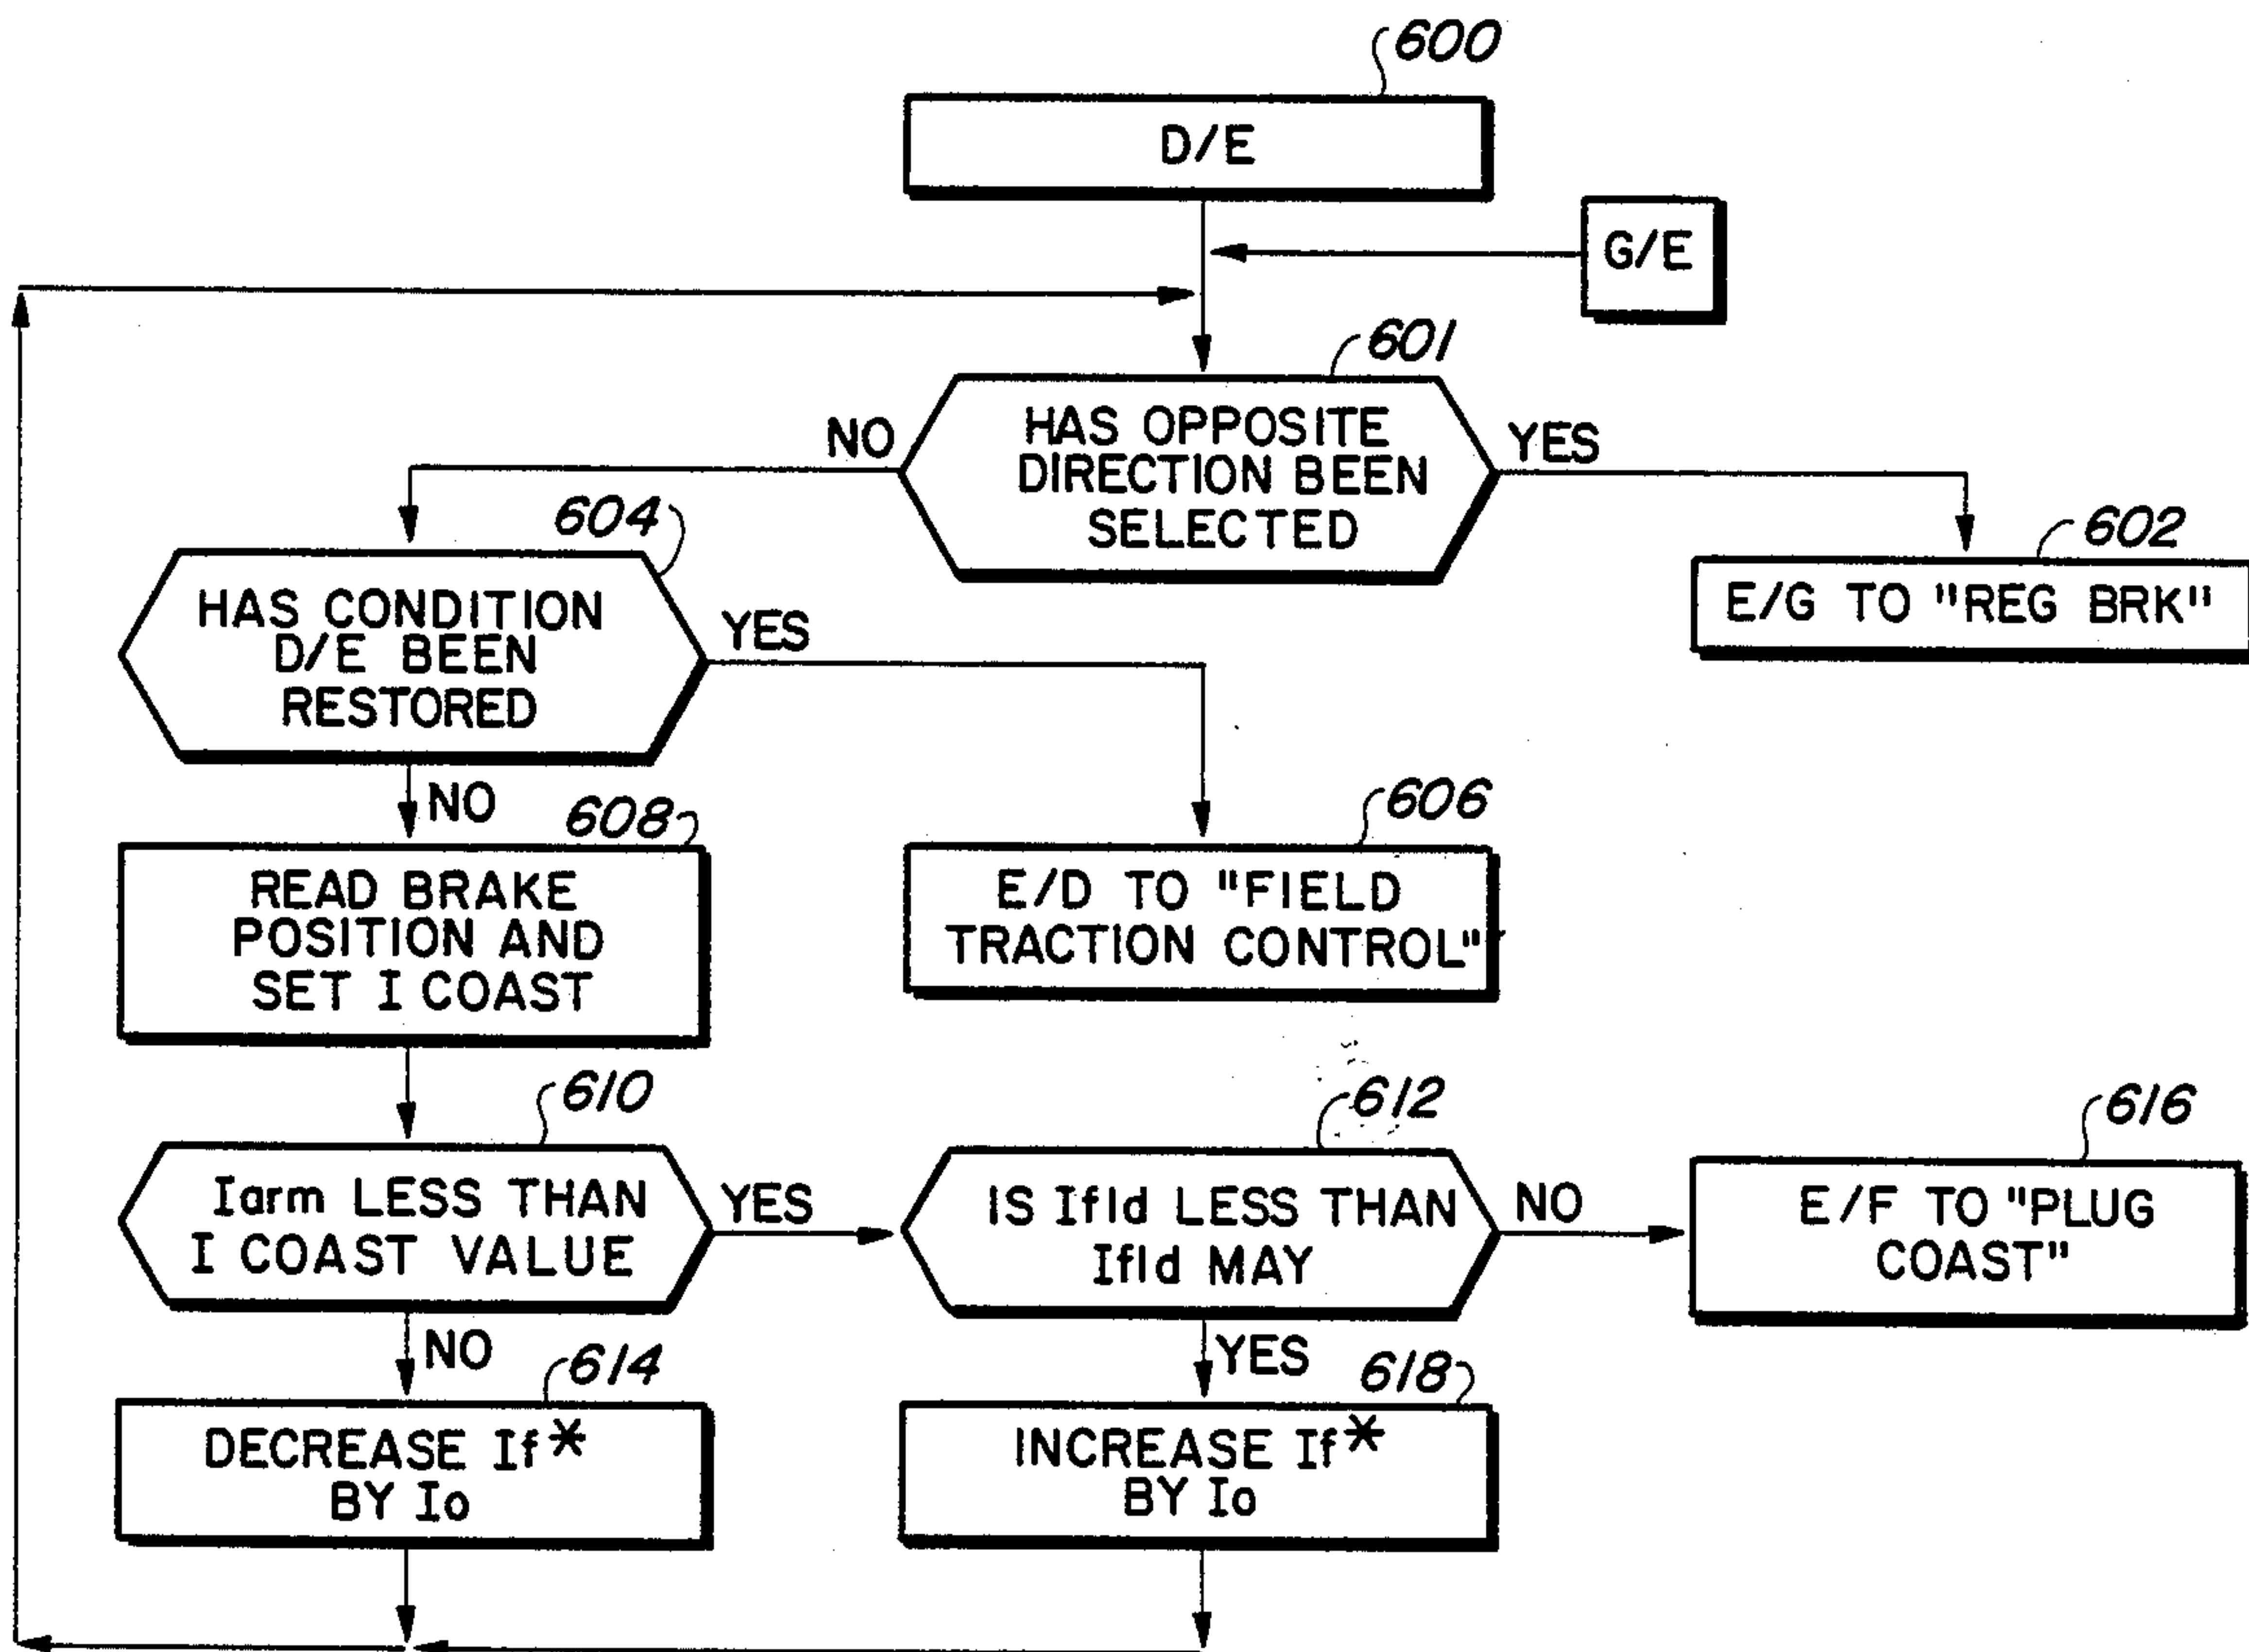 600
D/E
G/E
601
HAS OPPOSITE
DIRECTION BEEN
SELECTED
NO
YES
604
602
HAS CONDITION
D/E BEEN
RESTORED
YES
E/G TO "REG BRK"
NO
608
606
READ BRAKE
POSITION AND
SET I COAST
E/D TO "FIELD
TRACTION CONTROL"
610
612
616
Iarm LESS THAN
I COAST VALUE
YES
IS Ifld LESS THAN
Ifld MAY
NO
E/F TO "PLUG
COAST"
NO
YES
614
618
DECREASE If*
BY Io
INCREASE If*
BY Io